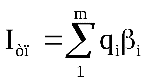 Iòï = m∑1 qiβi